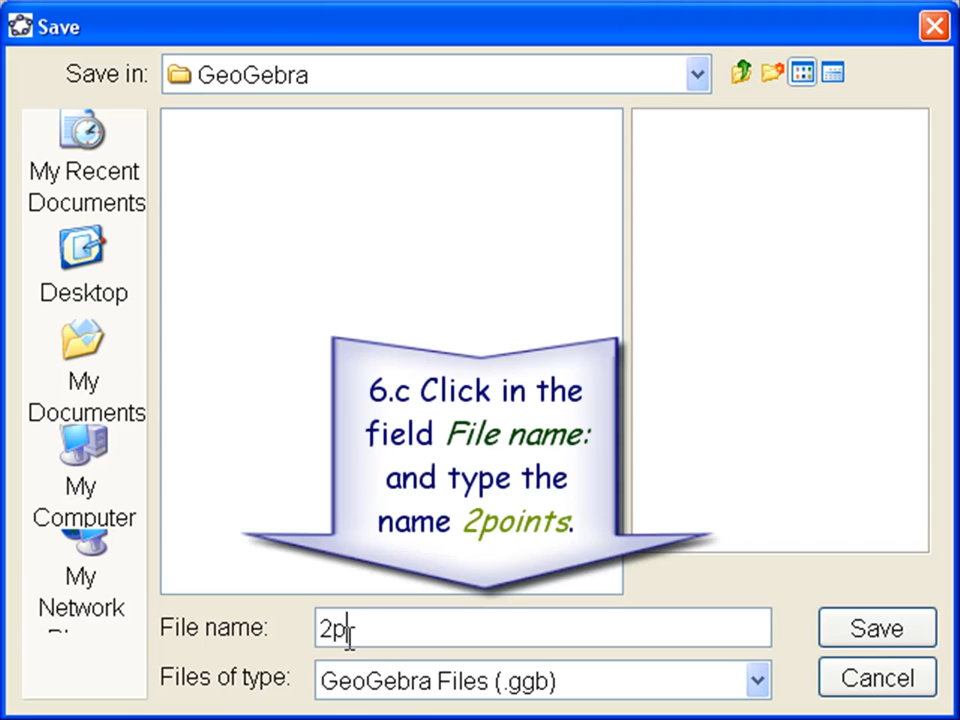 Save
Save in:
GeoGebra
My Recent
Documents
Desktop
My
Documents
My
Computer
My
Network
6.c Click in the
field File name:
and type the
name 2points.
File name:
2p
Save
Files of type:
GeoGebra Files (.ggb)
Cancel